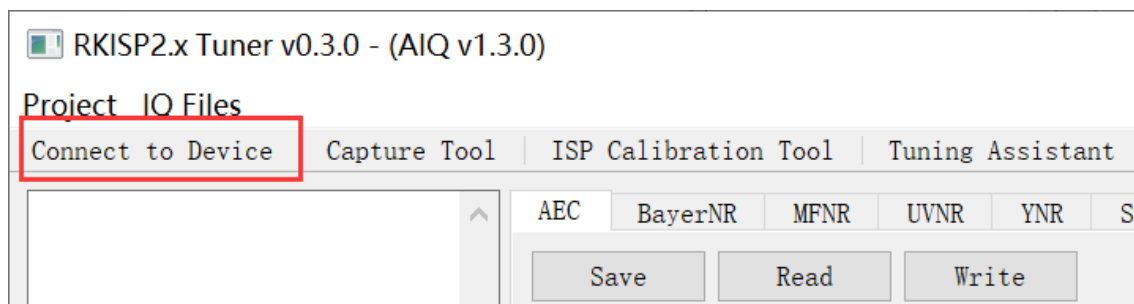 RKISP2.x Tuner v0.3.0 - (AIQ v1.3.0)
Project IQ Files
Connect to Device Capture Tool ISP Calibration Tool Tuning Assistant
AEC BayerNR MFNR UVNR YNR S
Save Read Write